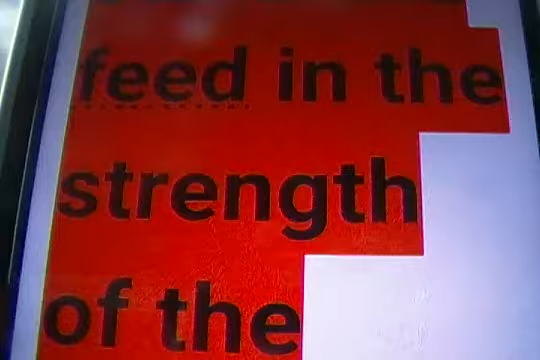 feed in the
strength
of the